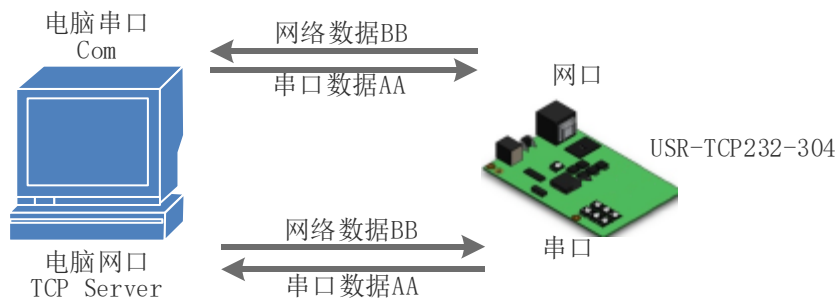 电脑串口
Com
网络数据BB
串口数据AA
网口
USR-TCP232-304
串口
网络数据BB
串口数据AA
电脑网口
TCP Server